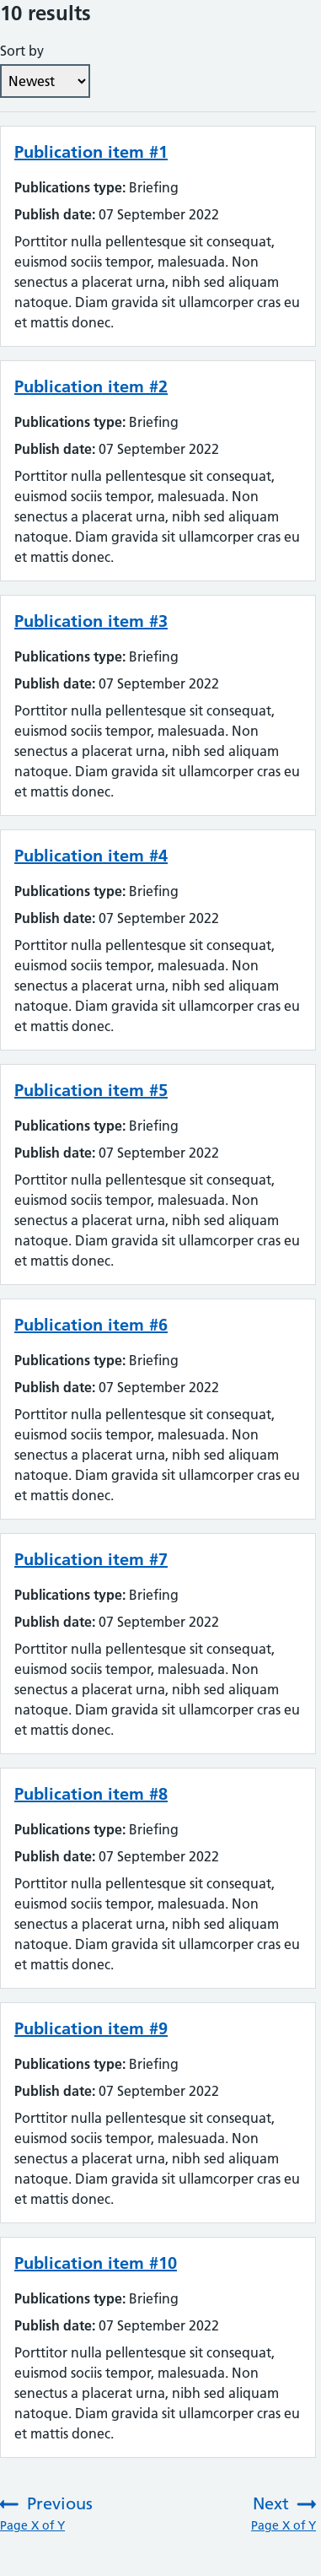 10 results
Sort by
Newest
Publication item #1
Publications type: Briefing
Publish date: 07 September 2022
Porttitor nulla pellentesque sit consequat,
euismod sociis tempor, malesuada. Non
senectus a placerat urna, nibh sed aliquam
natoque. Diam gravida sit ullamcorper cras eu
et mattis donec.
Publication item #2
Publications type: Briefing
Publish date: 07 September 2022
Porttitor nulla pellentesque sit consequat,
euismod sociis tempor, malesuada. Non
senectus a placerat urna, nibh sed aliquam
natoque. Diam gravida sit ullamcorper cras eu
et mattis donec.
Publication item #3
Publications type: Briefing
Publish date: 07 September 2022
Porttitor nulla pellentesque sit consequat,
euismod sociis tempor, malesuada. Non
senectus a placerat urna, nibh sed aliquam
natoque. Diam gravida sit ullamcorper cras eu
et mattis donec.
Publication item #4
Publications type: Briefing
Publish date: 07 September 2022
Porttitor nulla pellentesque sit consequat,
euismod sociis tempor, malesuada. Non
senectus a placerat urna, nibh sed aliquam
natoque. Diam gravida sit ullamcorper cras eu
et mattis donec.
Publication item #5
Publications type: Briefing
Publish date: 07 September 2022
Porttitor nulla pellentesque sit consequat,
euismod sociis tempor, malesuada. Non
senectus a placerat urna, nibh sed aliquam
natoque. Diam gravida sit ullamcorper cras eu
et mattis donec.
Publication item #6
Publications type: Briefing
Publish date: 07 September 2022
Porttitor nulla pellentesque sit consequat,
euismod sociis tempor, malesuada. Non
senectus a placerat urna, nibh sed aliquam
natoque. Diam gravida sit ullamcorper cras eu
et mattis donec.
Publication item #7
Publications type: Briefing
Publish date: 07 September 2022
Porttitor nulla pellentesque sit consequat,
euismod sociis tempor, malesuada. Non
senectus a placerat urna, nibh sed aliquam
natoque. Diam gravida sit ullamcorper cras eu
et mattis donec.
Publication item #8
Publications type: Briefing
Publish date: 07 September 2022
Porttitor nulla pellentesque sit consequat,
euismod sociis tempor, malesuada. Non
senectus a placerat urna, nibh sed aliquam
natoque. Diam gravida sit ullamcorper cras eu
et mattis donec.
Publication item #9
Publications type: Briefing
Publish date: 07 September 2022
Porttitor nulla pellentesque sit consequat,
euismod sociis tempor, malesuada. Non
senectus a placerat urna, nibh sed aliquam
natoque. Diam gravida sit ullamcorper cras eu
et mattis donec.
Publication item #10
Publications type: Briefing
Publish date: 07 September 2022
Porttitor nulla pellentesque sit consequat,
euismod sociis tempor, malesuada. Non
senectus a placerat urna, nibh sed aliquam
natoque. Diam gravida sit ullamcorper cras eu
et mattis donec.
Previous Next
Page X of Y Page X of Y